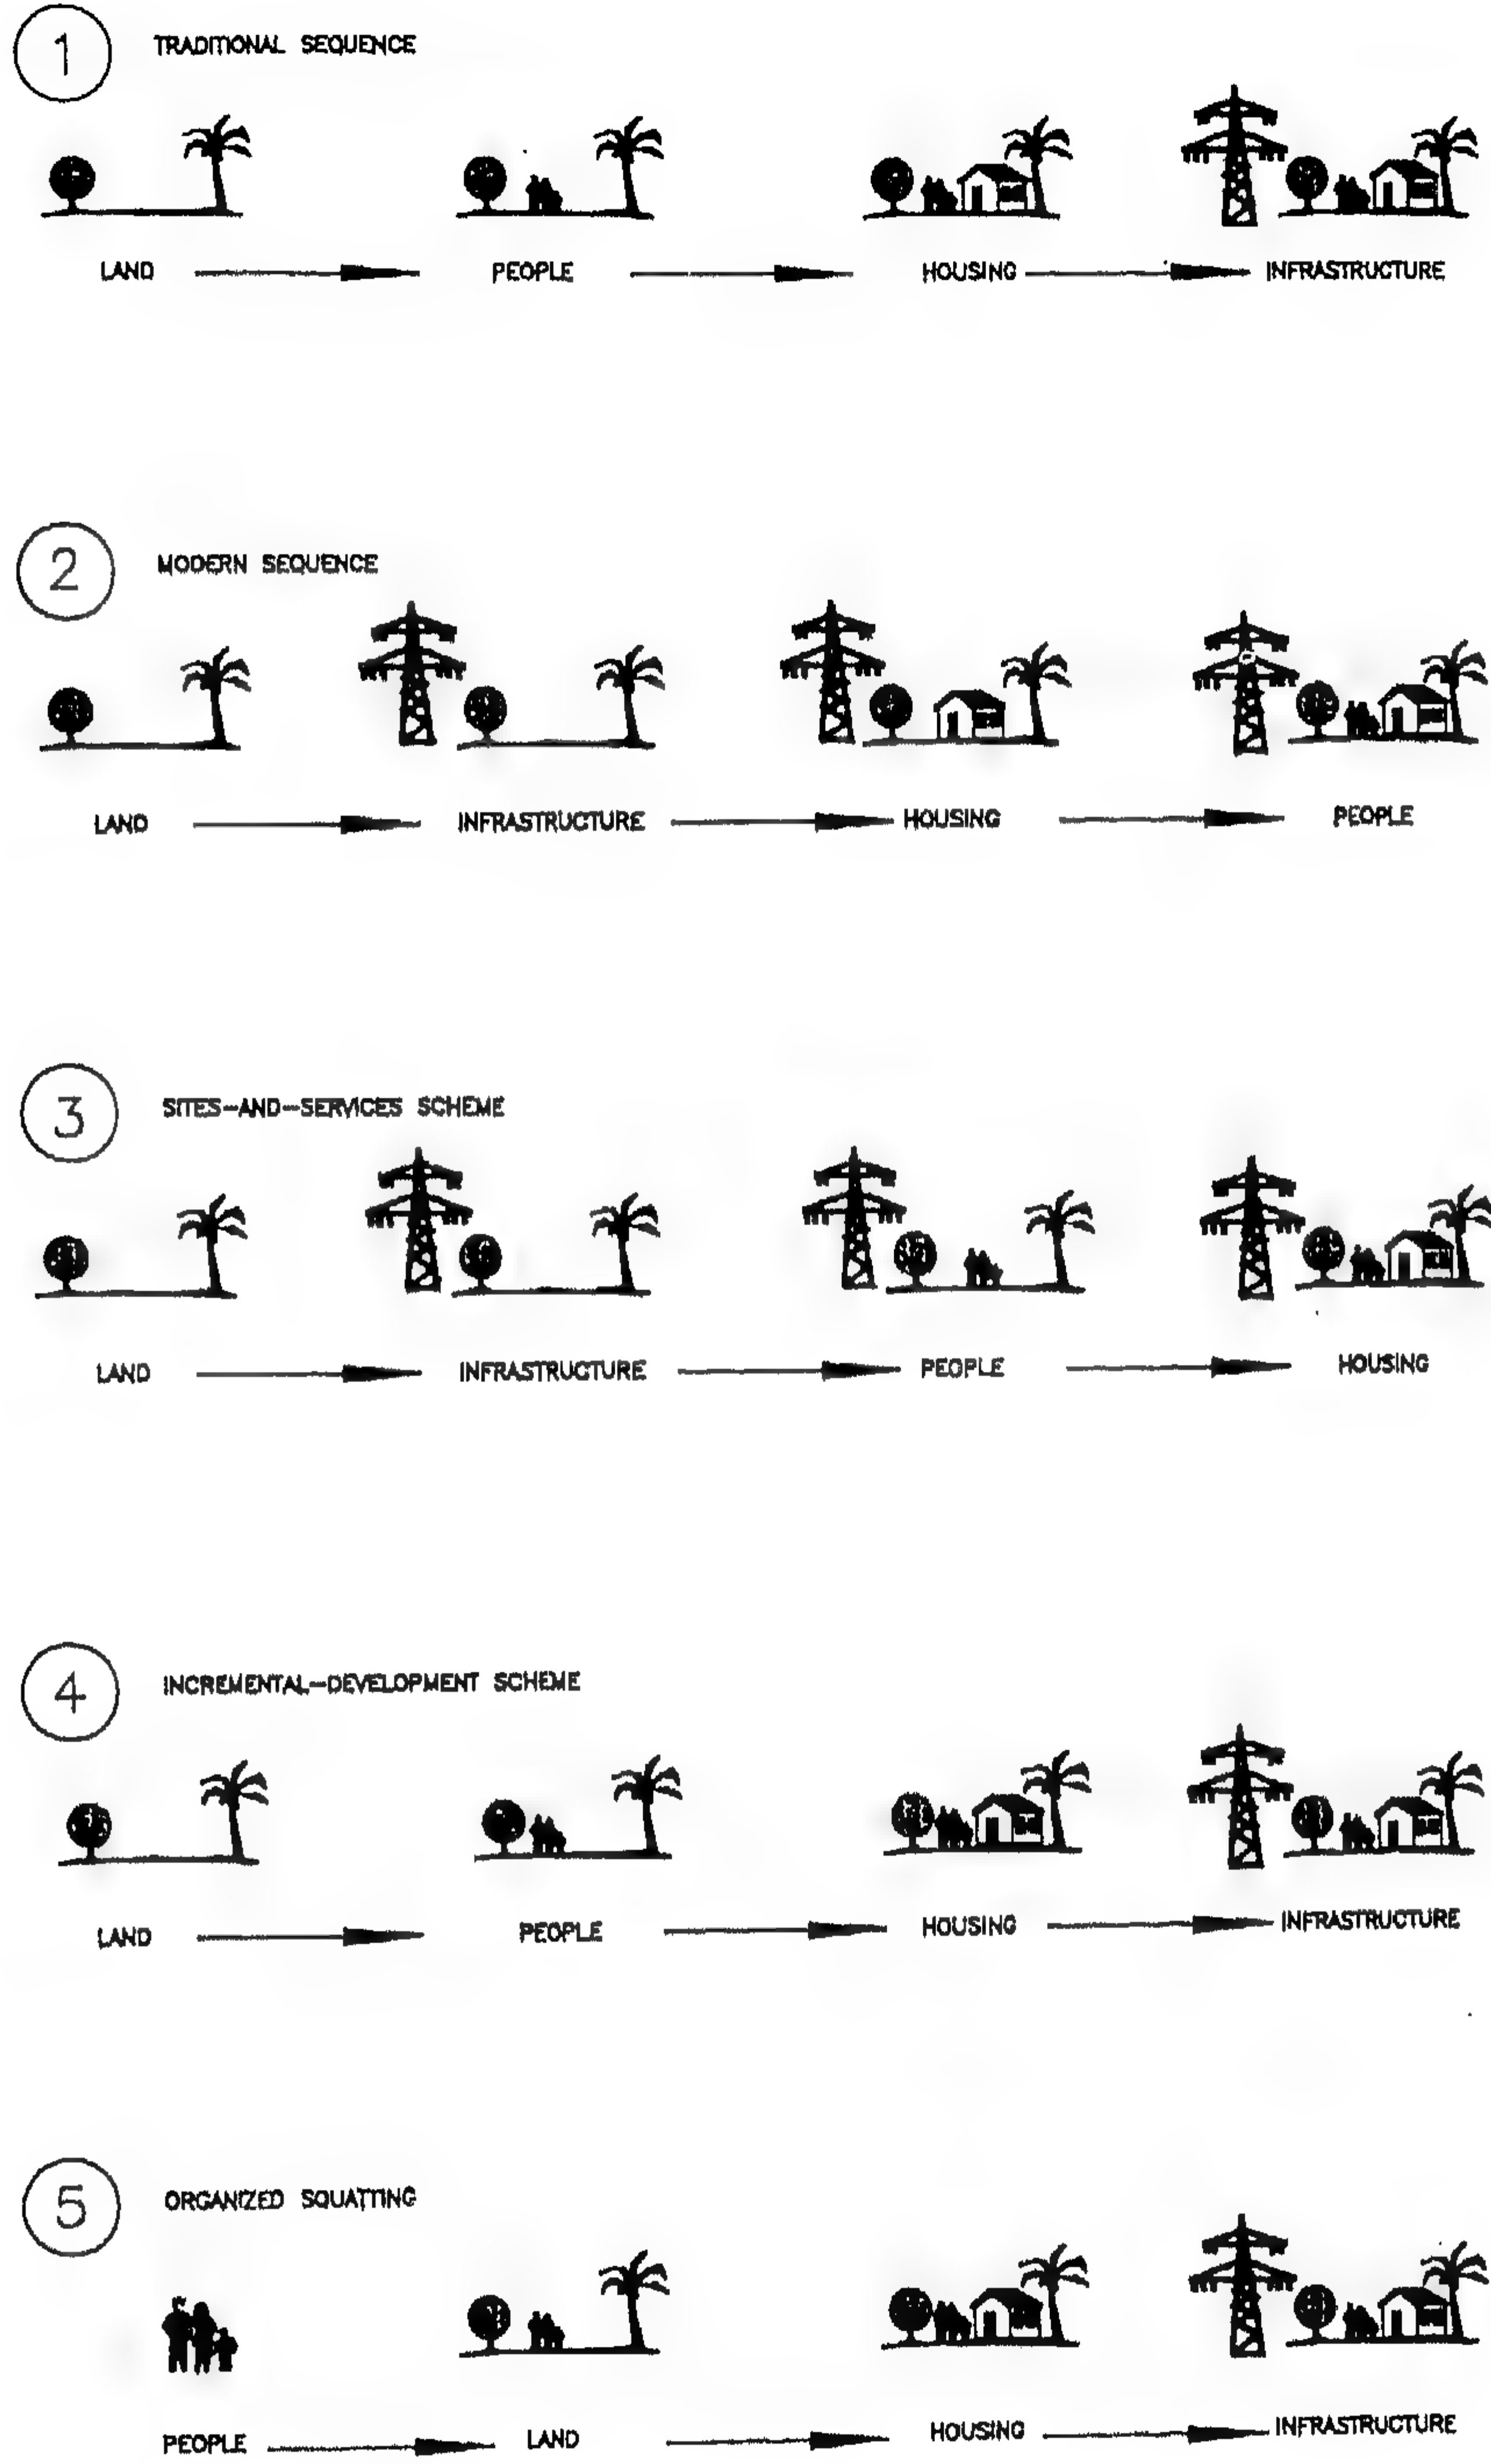 1 TRADITIONAL SEQUENCE
LAND PEOPLE HOUSING INFRASTRUCTURE
2 MODERN SEQUENCE
LAND INFRASTRUCTURE HOUSING PEOPLE
3 SITES-AND-SERVICES SCHEME
LAND INFRASTRUCTURE PEOPLE HOUSING
4 INCREMENTAL-DEVELOPMENT SCHEME
LAND PEOPLE HOUSING INFRASTRUCTURE
5 ORGANIZED SQUATTING
PEOPLE LAND HOUSING INFRASTRUCTURE